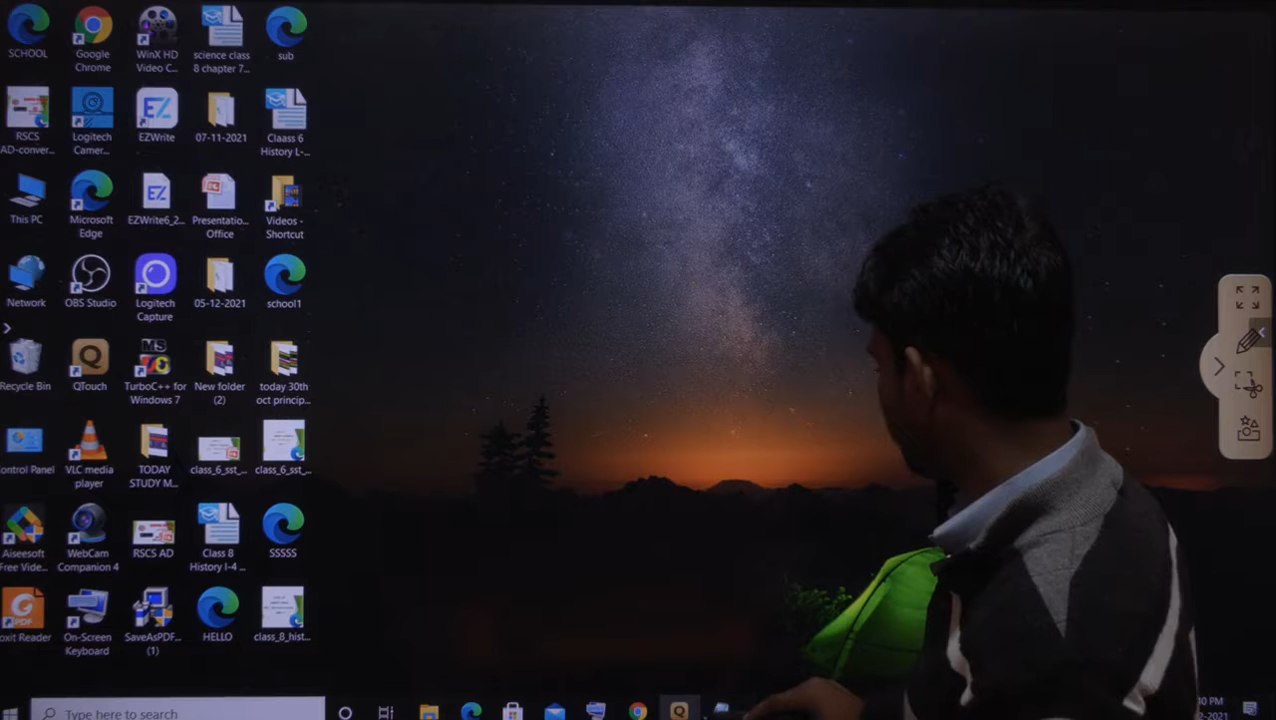 SCHOOL
Google
Chrome
WinX HD
Video C...
science class
8 chapter 7...
sub
RSCS
AD-conver...
Logitech
Camer...
EZWrite
07-11-2021
Claass 6
History L-...
This PC
Microsoft
Edge
EZWrite6_2...
Presentatio...
Office
Videos -
Shortcut
Network
OBS Studio
Logitech
Capture
05-12-2021
school1
Recycle Bin
QTouch
TurboC++ for
Windows 7
New folder
(2)
today 30th
oct princip...
ontrol Panel
VLC media
player
TODAY
STUDY M...
class_6_sst_...
class_6_sst_...
Aiseesoft
Free Vide...
WebCam
Companion 4
RSCS AD
Class 8
History l-4 ...
SSSSS
oxit Reader
On-Screen
Keyboard
SaveAsPDF...
(1)
HELLO
class_8_hist...
Type here to search
:30 PM
-2021